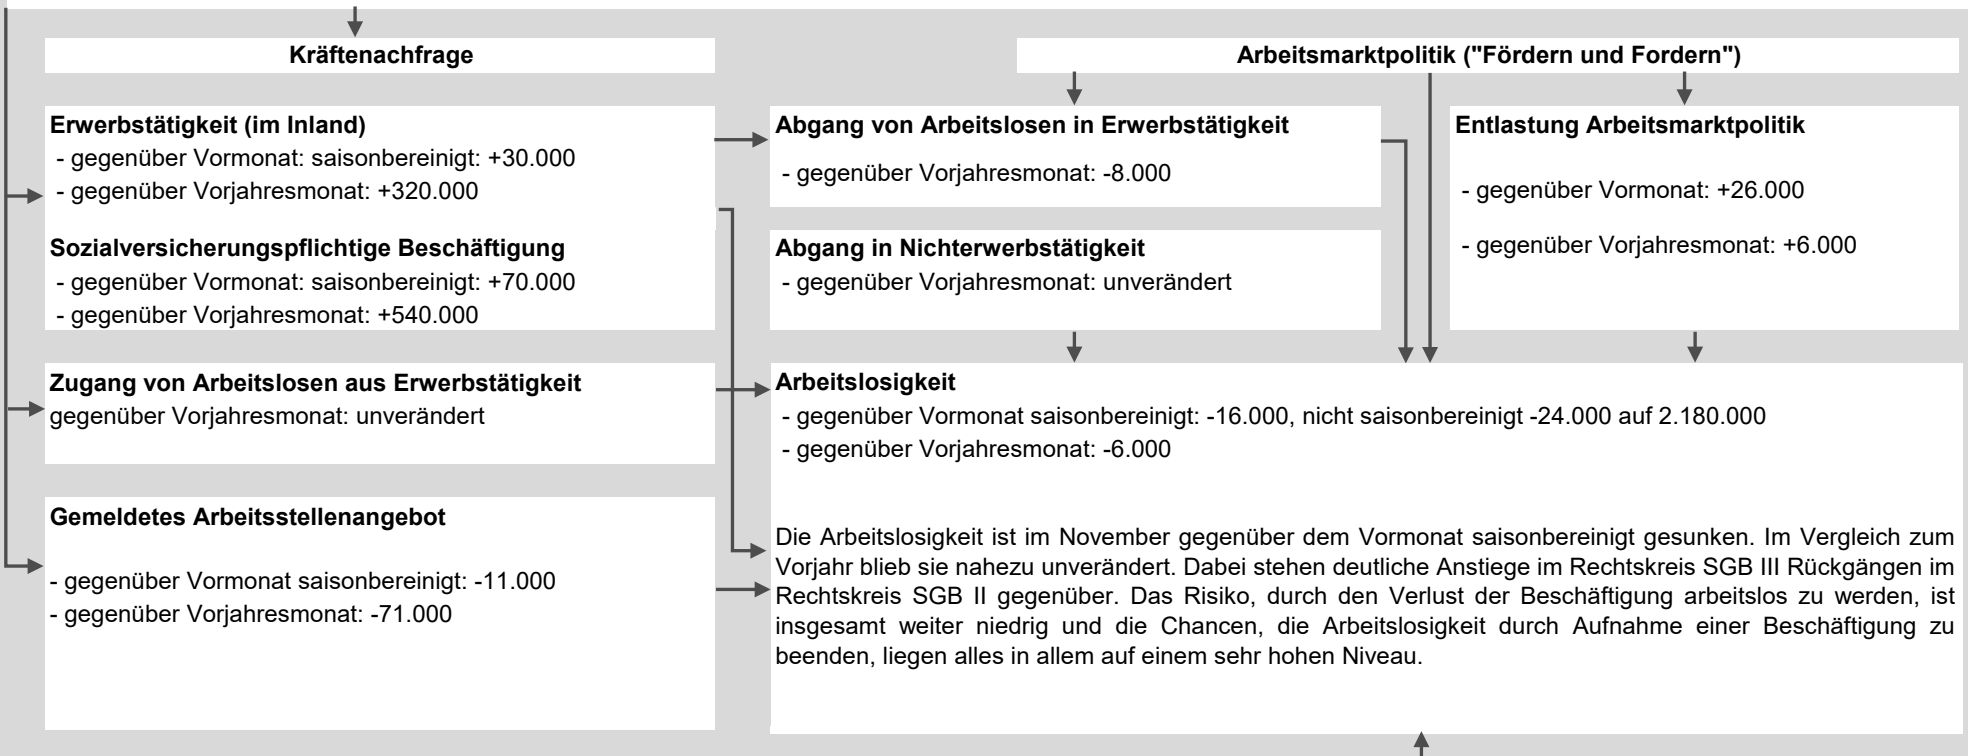 Kräftenachfrage
Arbeitsmarktpolitik ("Fördern und Fordern")
Erwerbstätigkeit (im Inland)
- gegenüber Vormonat: saisonbereinigt: +30.000
- gegenüber Vorjahresmonat: +320.000
Sozialversicherungspflichtige Beschäftigung
- gegenüber Vormonat: saisonbereinigt: +70.000
- gegenüber Vorjahresmonat: +540.000
Abgang von Arbeitslosen in Erwerbstätigkeit
- gegenüber Vorjahresmonat: -8.000
Abgang in Nichterwerbstätigkeit
- gegenüber Vorjahresmonat: unverändert
Entlastung Arbeitsmarktpolitik
- gegenüber Vormonat: +26.000
- gegenüber Vorjahresmonat: +6.000
Zugang von Arbeitslosen aus Erwerbstätigkeit
gegenüber Vorjahresmonat: unverändert
Gemeldetes Arbeitsstellenangebot
- gegenüber Vormonat saisonbereinigt: -11.000
- gegenüber Vorjahresmonat: -71.000
Arbeitslosigkeit
- gegenüber Vormonat saisonbereinigt: -16.000, nicht saisonbereinigt -24.000 auf 2.180.000
- gegenüber Vorjahresmonat: -6.000
Die Arbeitslosigkeit ist im November gegenüber dem Vormonat saisonbereinigt gesunken. Im Vergleich zum
Vorjahr blieb sie nahezu unverändert. Dabei stehen deutliche Anstiege im Rechtskreis SGB III Rückgängen im
Rechtskreis SGB II gegenüber. Das Risiko, durch den Verlust der Beschäftigung arbeitslos zu werden, ist
insgesamt weiter niedrig und die Chancen, die Arbeitslosigkeit durch Aufnahme einer Beschäftigung zu
beenden, liegen alles in allem auf einem sehr hohen Niveau.